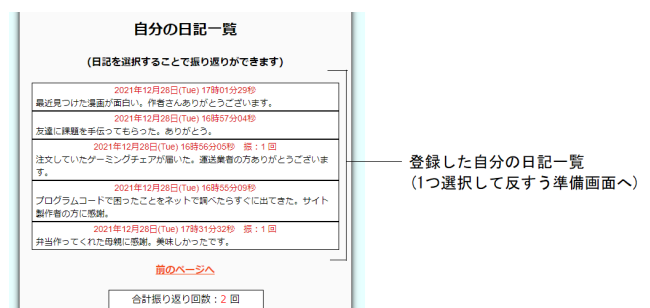 自分の日記一覧
(日記を選択することで振り返りができます)
2021年12月28日(Tue) 17時01分29秒
最近見つけた漫画が面白い。作者さんありがとうございます。
2021年12月28日(Tue) 16時57分04秒
友達に課題を手伝ってもらった。ありがとう。
2021年12月28日(Tue) 16時56分05秒 振:1回
注文していたゲーミングチェアが届いた。運送業者の方ありがとうございま
す。
2021年12月28日(Tue) 16時55分09秒
プログラムコードで困ったことをネットで調べたらすぐに出てきた。サイト
製作者の方に感謝。
2021年12月28日(Tue) 17時31分32秒 振:1回
弁当作ってくれた母親に感謝。美味しかったです。
登録した自分の日記一覧
(1つ選択して反すう準備画面へ)
前のページへ
合計振り返り回数:2 回